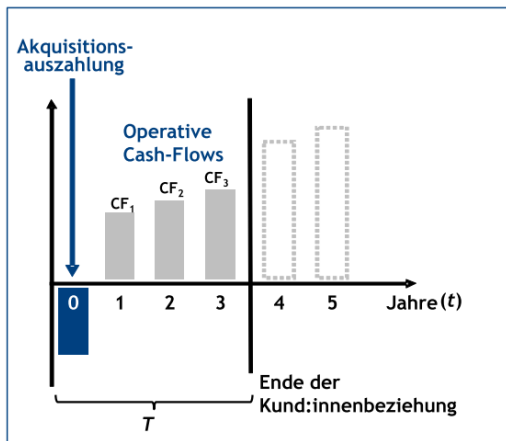 Akquisitions-
auszahlung
Operative
Cash-Flows
CF1
CF2
CF3
0 1 2 3 4 5 Jahre (t)
T
Ende der
Kund:innenbeziehung